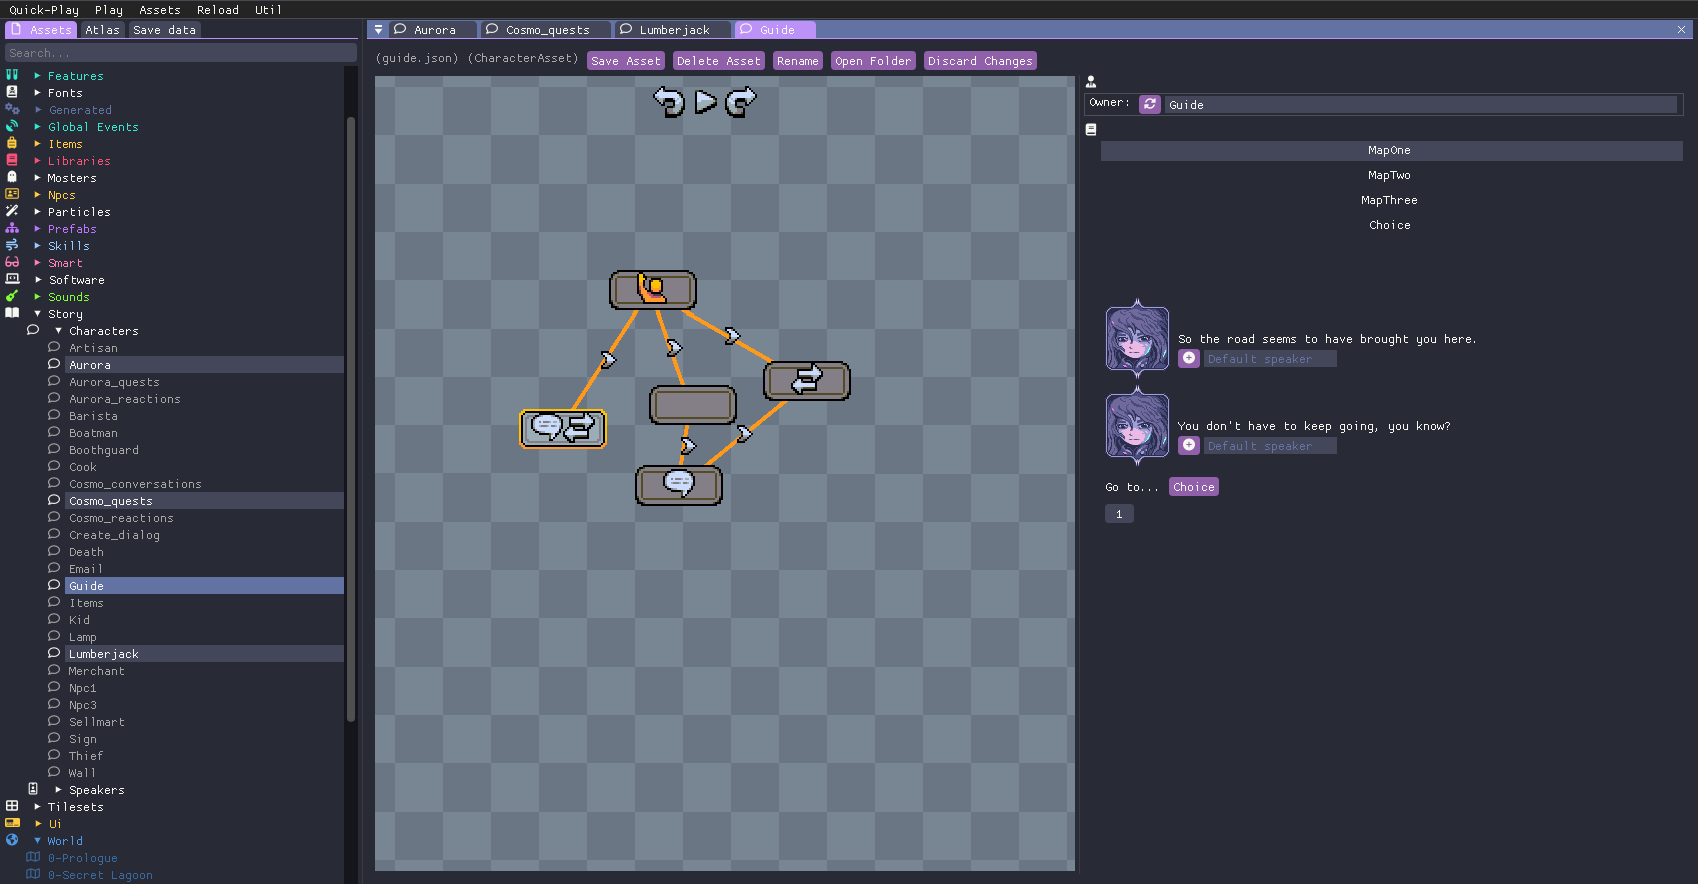 Quick-Play Play Assets Reload Util
Assets Atlas Save data
Search...
Features
Fonts
Generated
Global Events
Items
Libraries
Mosters
Npcs
Particles
Prefabs
Skills
Smart
Software
Sounds
Story
Characters
Artisan
Aurora
Aurora_quests
Aurora_reactions
Barista
Boatman
Boothguard
Cook
Cosmo_conversations
Cosmo_quests
Cosmo_reactions
Create_dialog
Death
Email
Guide
Items
Kid
Lamp
Lumberjack
Merchant
Npc1
Npc3
Sellmart
Sign
Thief
Wall
Speakers
Tilesets
Ui
World
0-Prologue
0-Secret Lagoon
Aurora Cosmo_quests Lumberjack Guide
(guide.json) (CharacterAsset) Save Asset Delete Asset Rename Open Folder Discard Changes
Owner: Guide
MapOne
MapTwo
MapThree
Choice
So the road seems to have brought you here.
Default speaker
You don't have to keep going, you know?
Default speaker
Go to... Choice
1